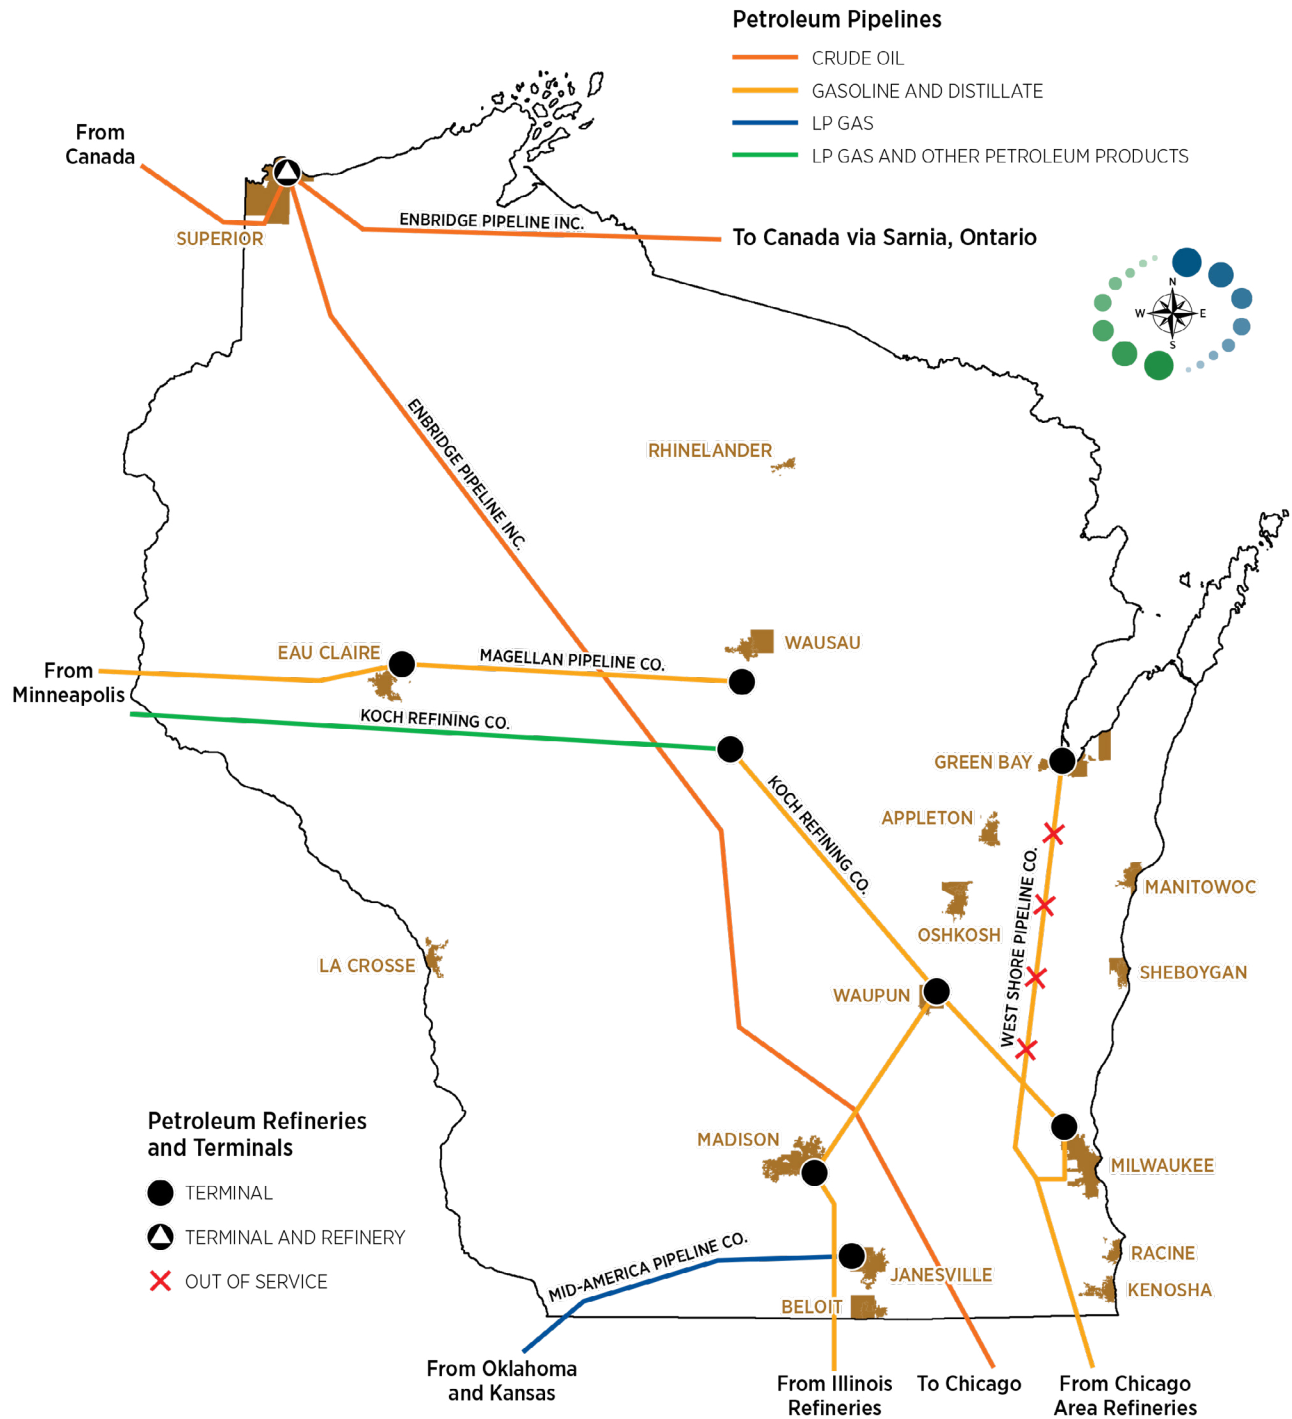 Petroleum Pipelines
CRUDE OIL
GASOLINE AND DISTILLATE
LP GAS
LP GAS AND OTHER PETROLEUM PRODUCTS
From
Canada
SUPERIOR
ENBRIDGE PIPELINE INC.
To Canada via Sarnia, Ontario
N
W
E
S
ENBRIDGE PIPELINE INC.
RHINELANDER
EAU CLAIRE
MAGELLAN PIPELINE CO.
WAUSAU
From
Minneapolis
KOCH REFINING CO.
KOCH REFINING CO.
GREEN BAY
APPLETON
WEST SHORE PIPELINE CO.
MANITOWOC
OSHKOSH
LA CROSSE
SHEBOYGAN
WAUPUN
Petroleum Refineries
and Terminals
TERMINAL
TERMINAL AND REFINERY
OUT OF SERVICE
MADISON
MILWAUKEE
MID-AMERICA PIPELINE CO.
JANESVILLE
BELOIT
RACINE
KENOSHA
From Oklahoma
and Kansas
From Illinois
Refineries
To Chicago
From Chicago
Area Refineries